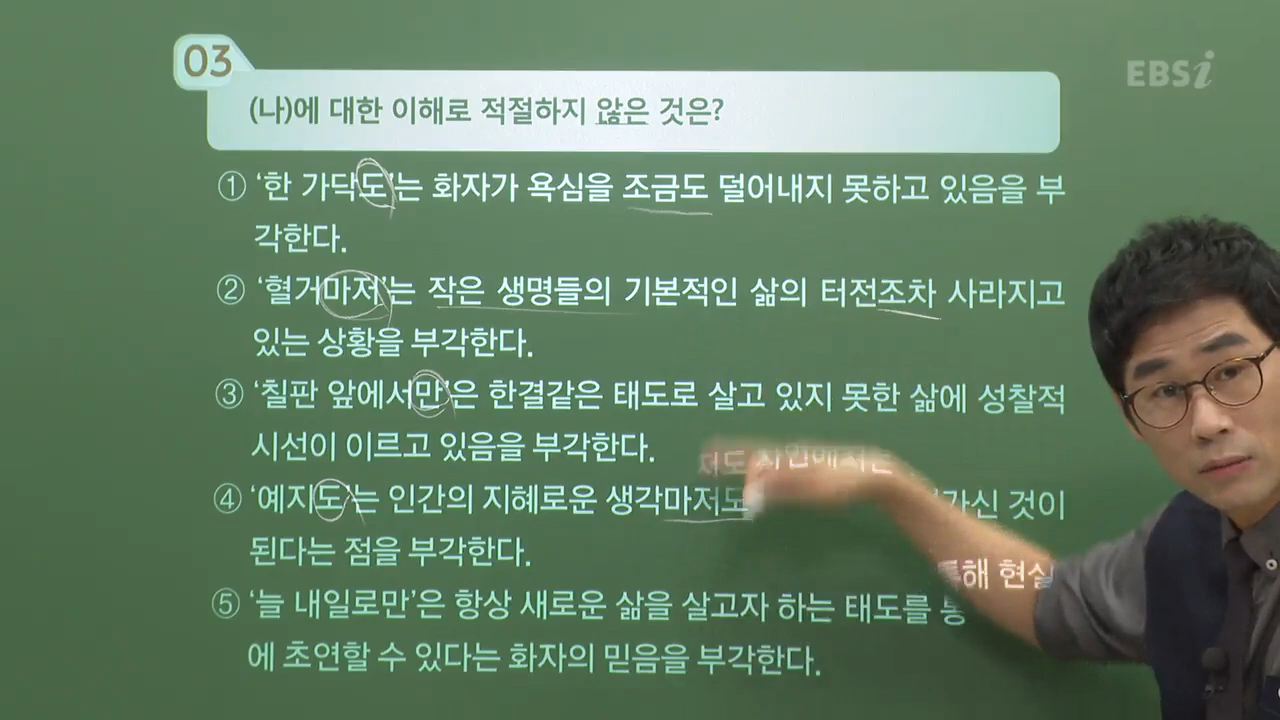 03
EBSi
(나)에 대한 이해로 적절하지 않은 것은?
① ‘한 가닥도’는 화자가 욕심을 조금도 덜어내지 못하고 있음을 부
각한다.
② ‘혈거마저’는 작은 생명들의 기본적인 삶의 터전조차 사라지고
있는 상황을 부각한다.
③ ‘칠판 앞에서만’은 한결같은 태도로 살고 있지 못한 삶에 성찰적
시선이 이르고 있음을 부각한다.
④ ‘예지도’는 인간의 지혜로운 생각마저도 것이
된다는 점을 부각한다.
⑤ ‘늘 내일로만’은 항상 새로운 삶을 살고자 하는 태도를 통해 현실
에 초연할 수 있다는 화자의 믿음을 부각한다.